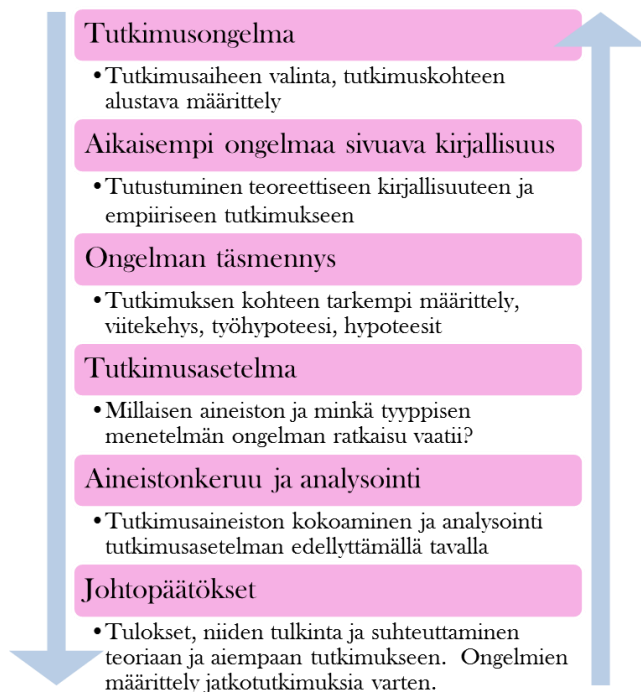 Tutkimusongelma
•Tutkimusaiheen valinta, tutkimuskohteen
alustava määrittely
Aikaisempi ongelmaa sivuava kirjallisuus
•Tutustuminen teoreettiseen kirjallisuuteen ja
empiiriseen tutkimukseen
Ongelman täsmennys
•Tutkimuksen kohteen tarkempi määrittely,
viitekehys, työhypoteesi, hypoteesit
Tutkimusasetelma
•Millaisen aineiston ja minkä tyyppisen
menetelmän ongelman ratkaisu vaatii?
Aineistonkeruu ja analysointi
•Tutkimusaineiston kokoaminen ja analysointi
tutkimusasetelman edellyttämällä tavalla
Johtopäätökset
•Tulokset, niiden tulkinta ja suhteuttaminen
teoriaan ja aiempaan tutkimukseen. Ongelmien
määrittely jatkotutkimuksia varten.